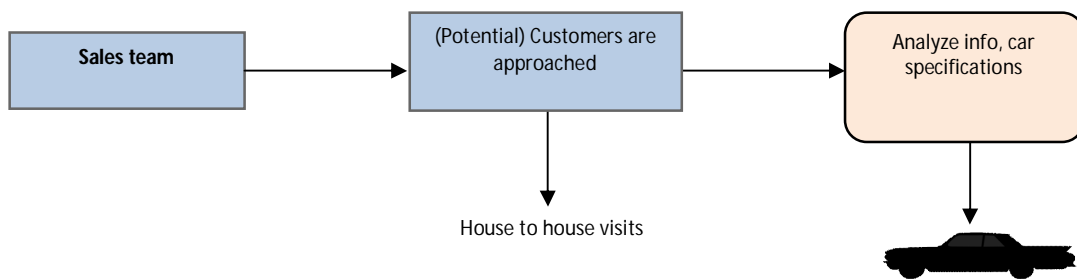 Sales team
(Potential) Customers are
approached
Analyze info, car
specifications
House to house visits